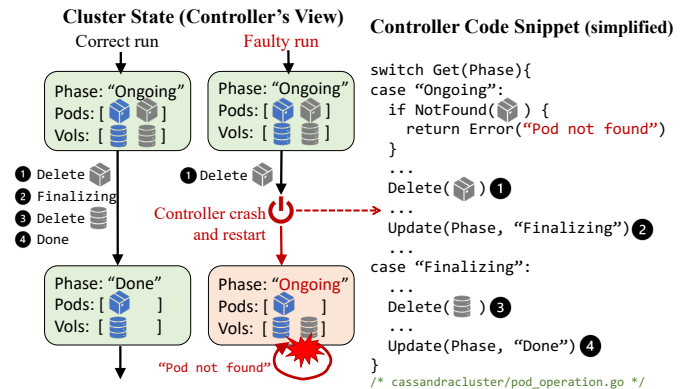 Cluster State (Controller's View)
Correct run
Faulty run
Phase: "Ongoing"
Pods: [ ]
Vols: [ ]
Phase: "Ongoing"
Pods: [ ]
Vols: [ ]
1 Delete
2 Finalizing
3 Delete
4 Done
1 Delete
Controller crash
and restart
Phase: "Done"
Pods: [ ]
Vols: [ ]
Phase: "Ongoing"
Pods: [ ]
Vols: [ ]
"Pod not found"
Controller Code Snippet (simplified)
switch Get(Phase){
case "Ongoing":
if NotFound( ) {
return Error("Pod not found")
}
...
Delete( ) 1
...
Update(Phase, "Finalizing") 2
...
case "Finalizing":
...
Delete( ) 3
...
Update(Phase, "Done") 4
}
/* cassandracluster/pod_operation.go */